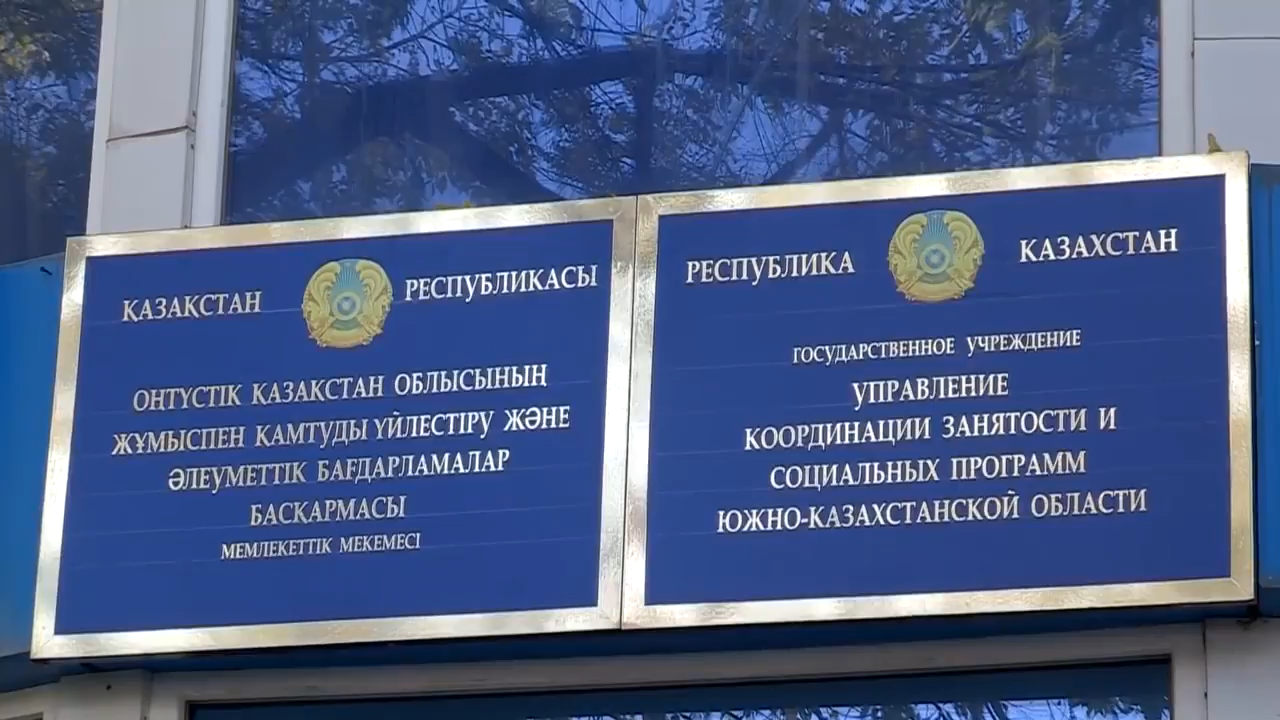 ҚАЗАҚСТАН РЕСПУБЛИКАСЫ
ОҢТҮСТІК ҚАЗАҚСТАН ОБЛЫСЫНЫҢ
ЖҰМЫСПЕН ҚАМТУДЫ ҮЙЛЕСТІРУ ЖӘНЕ
ӘЛЕУМЕТТІК БАҒДАРЛАМАЛАР
БАСҚАРМАСЫ
МЕМЛЕКЕТТІК МЕКЕМЕСІ
РЕСПУБЛИКА КАЗАХСТАН
ГОСУДАРСТВЕННОЕ УЧРЕЖДЕНИЕ
УПРАВЛЕНИЕ
КООРДИНАЦИИ ЗАНЯТОСТИ И
СОЦИАЛЬНЫХ ПРОГРАММ
ЮЖНО-КАЗАХСТАНСКОЙ ОБЛАСТИ